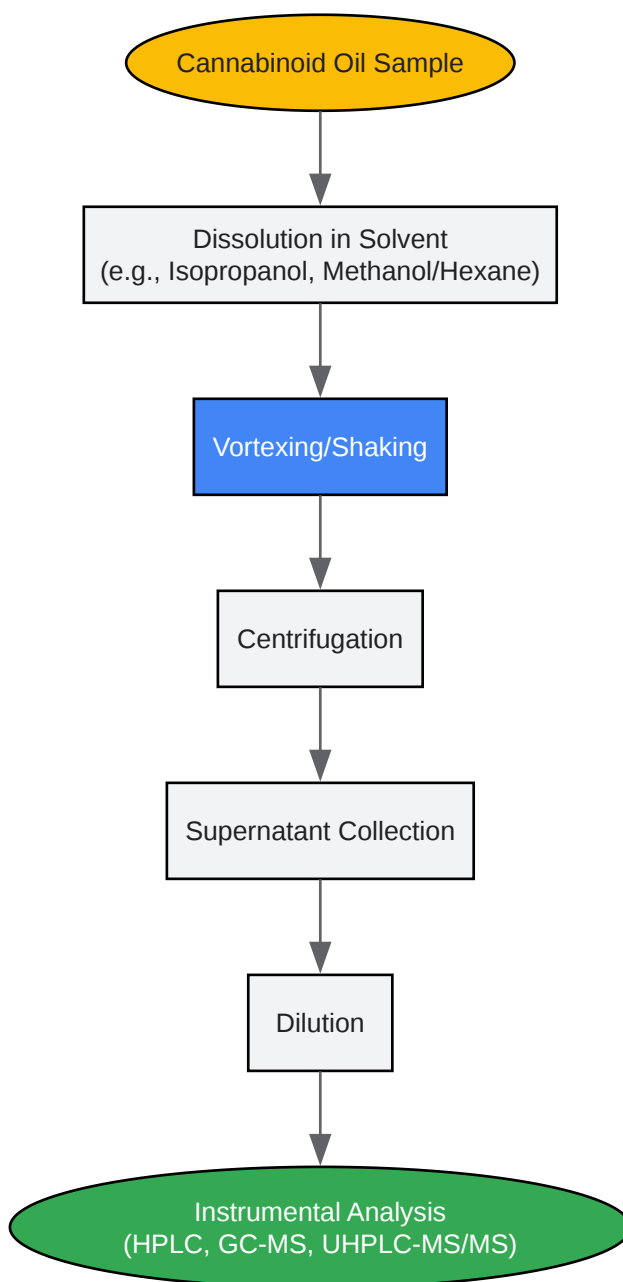 Cannabinoid Oil Sample
Dissolution in Solvent
(e.g., Isopropanol, Methanol/Hexane)
Vortexing/Shaking
Centrifugation
Supernatant Collection
Dilution
Instrumental Analysis
(HPLC, GC-MS, UHPLC-MS/MS)